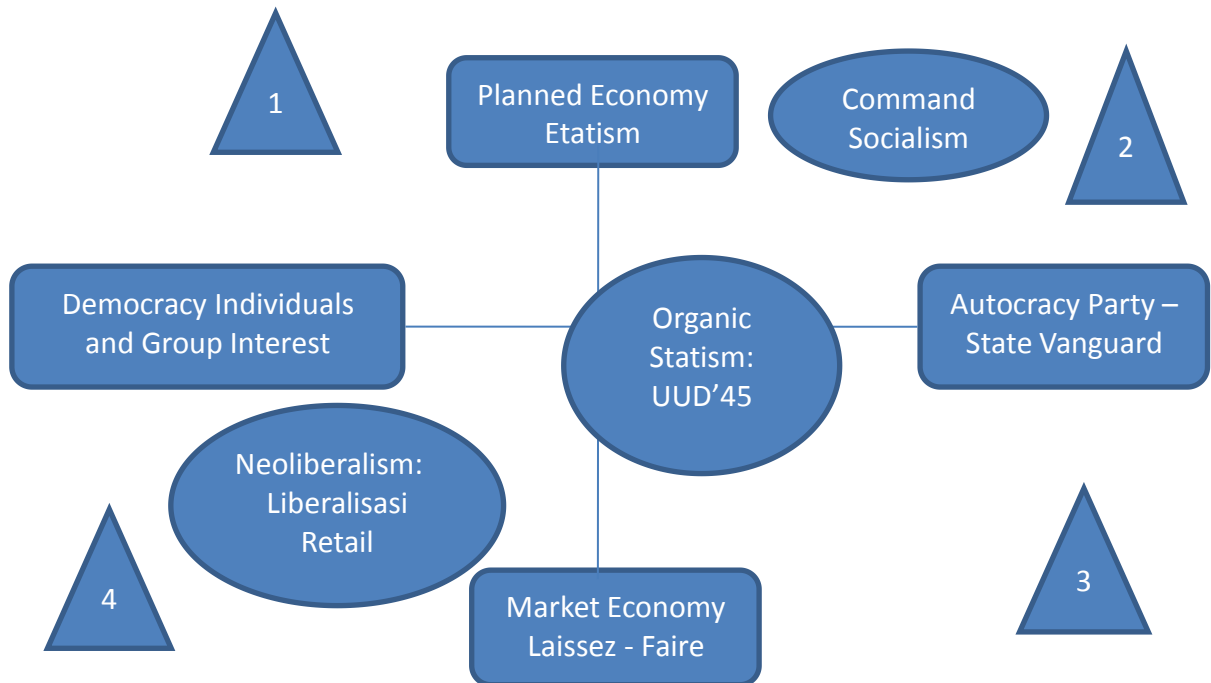 1
Planned Economy
Etatism
Command
Socialism
2
Democracy Individuals
and Group Interest
Organic
Statism:
UUD’45
Autocracy Party –
State Vanguard
Neoliberalism:
Liberalisasi
Retail
4
Market Economy
Laissez - Faire
3